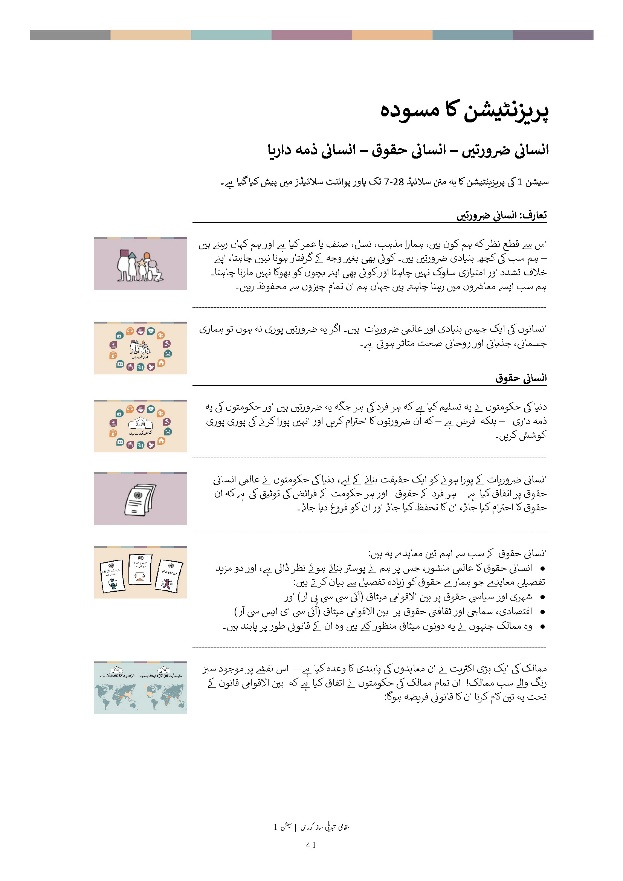 پریزنٹیشن کا مسودہ
انسانی ضرورتیں – انسانی حقوق – انسانی ذمہ داریا
سیشن 1 کی پریزینٹیشن کا یہ متن سلائیڈ 28-7 تک پاور پوائنٹ سلائیڈز میں پیش کیا گیا ہے۔
تعارف: انسانی ضرورتیں
اس سے قطع نظر کہ ہم کون ہیں، ہمارا مذہب، نسل، صنف یا عمر کیا ہے اور ہم کہاں رہتے ہیں
– ہم سب کی کچھ بنیادی ضرورتیں ہیں۔ کوئی بھی بغیر وجہ کے گرفتار ہونا نہیں چاہتا، اپنے
خلاف تشدد اور امتیازی سلوک نہیں چاہتا اور کوئی بھی اپنے بچوں کو بھوکا نہیں مارنا چاہتا۔
ہم سب ایسے معاشروں میں رہنا چاہتے ہیں جہاں ہم ان تمام چیزوں سے محفوظ رہیں۔
انسانوں کی ایک جیسی بنیادی اور عالمی ضروریات ہیں۔ اگر یہ ضرورتیں پوری نہ ہوں تو ہماری
جسمانی، جذباتی اور روحانی صحت متاثر ہوتی ہے۔
انسانی حقوق
دنیا کی حکومتوں نے یہ تسلیم کیا ہے کہ ہر فرد کی ہر جگہ یہ ضرورتیں ہیں اور حکومتوں کی یہ
ذمہ داری – بلکہ فرض ہے – کہ ان ضرورتوں کا احترام کریں اور انہیں پورا کرنے کی پوری پوری
کوشش کریں۔
انسانی ضروریات کے پورا ہونے کو ایک حقیقت بنانے کے لیے، دنیا کی حکومتوں نے عالمی انسانی
حقوق پر اتفاق کیا ہے ہر فرد کے حقوق اور ہر حکومت کے فرائض کی توثیق کی ہے کہ ان
حقوق کا احترام کیا جائے، ان کا تحفظ کیا جائے اور ان کو فروغ دیا جائے۔
انسانی حقوق کے سب سے اہم تین معاہدے یہ ہیں:
● انسانی حقوق کا عالمی منشور، جس پر ہم نے پوسٹر بناتے ہوئے نظر ڈالی ہے، اور دو مزید
تفصیلی معاہدے جو ہمارے حقوق کو زیادہ تفصیل سے بیان کرتے ہیں:
● شہری اور سیاسی حقوق پر بین الاقوامی میثاق (آئی سی سی پی آر) اور
● اقتصادی، سماجی اور ثقافتی حقوق پر بین الاقوامی میثاق (آئی سی ای ایس سی آر)
● وہ ممالک جنہوں نے یہ دونوں میثاق منظور کئے ہیں وہ ان کے قانونی طور پر پابند ہیں۔
ممالک کی ایک بڑی اکثریت نے ان معاہدوں کی پابندی کا وعدہ کیا ہے اس نقشے پر موجود سبز
رنگ والے سب ممالک! ان تمام ممالک کی حکومتوں نے اتفاق کیا ہے کہ بین الاقوامی قانون کے
تحت یہ تین کام کرنا ان کا قانونی فریضہ ہوگا:
مقامی تبدیلی ساز کورس | سیشن 1
41